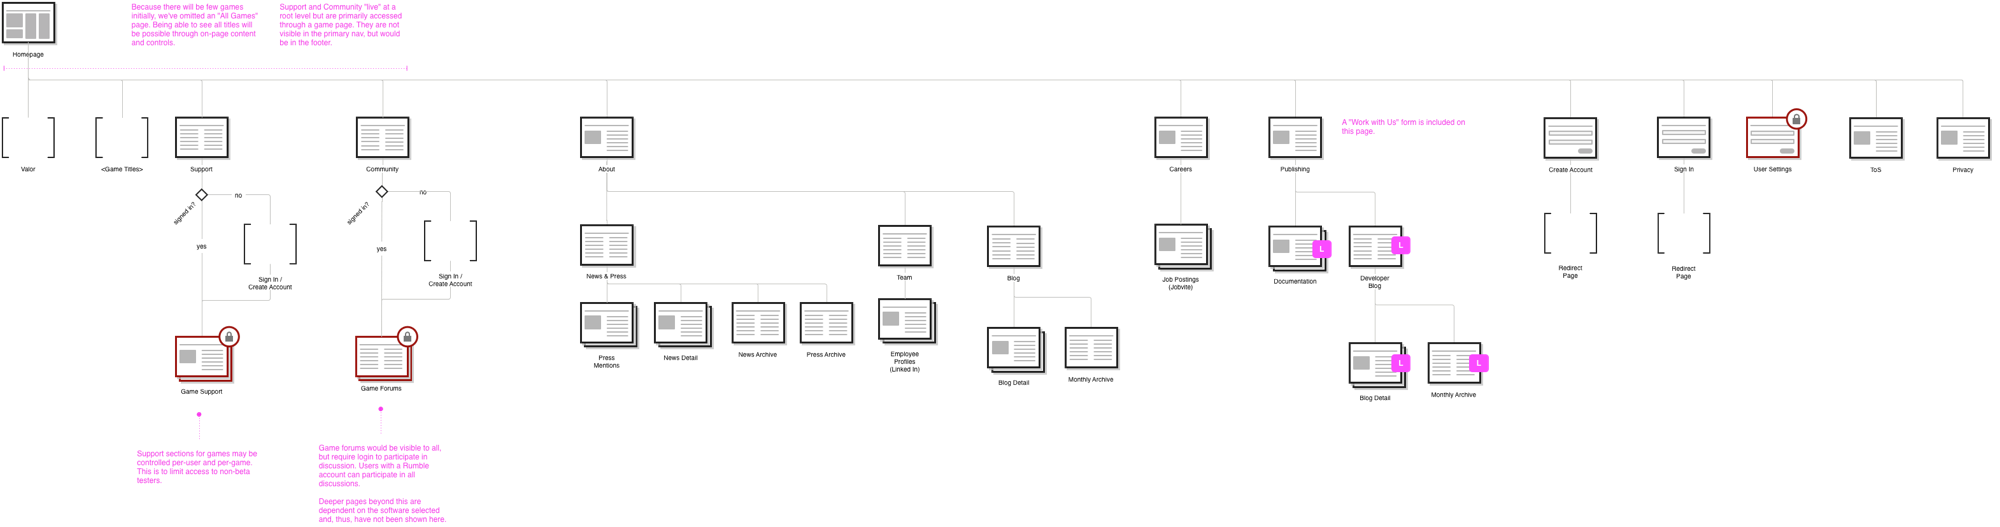 Because there will be few games
initially, we've omitted an "All Games"
page. Being able to see all titles will
be possible through on-page content
and controls.
Support and Community "live" at a
root level but are primarily accessed
through a game page. They are not
visible in the primary nav, but would
be in the footer.
Homepage
A "Work with Us" form is included on
this page.
Valor
<Game Titles>
Support
Community
About
Careers
Publishing
Create Account
Sign In
User Settings
ToS
Privacy
signed in?
no
yes
Sign In /
Create Account
signed in?
no
yes
Sign In /
Create Account
News & Press
Team
Blog
Job Postings
(Jobvite)
L
Documentation
L
Developer
Blog
Redirect
Page
Redirect
Page
Press
Mentions
News Detail
News Archive
Press Archive
Employee
Profiles
(Linked In)
Blog Detail
Monthly Archive
L
Blog Detail
L
Monthly Archive
Game Support
Game Forums
Support sections for games may be
controlled per-user and per-game.
This is to limit access to non-beta
testers.
Game forums would be visible to all,
but require login to participate in
discussion. Users with a Rumble
account can participate in all
discussions.
Deeper pages beyond this are
dependent on the software selected
and, thus, have not been shown here.